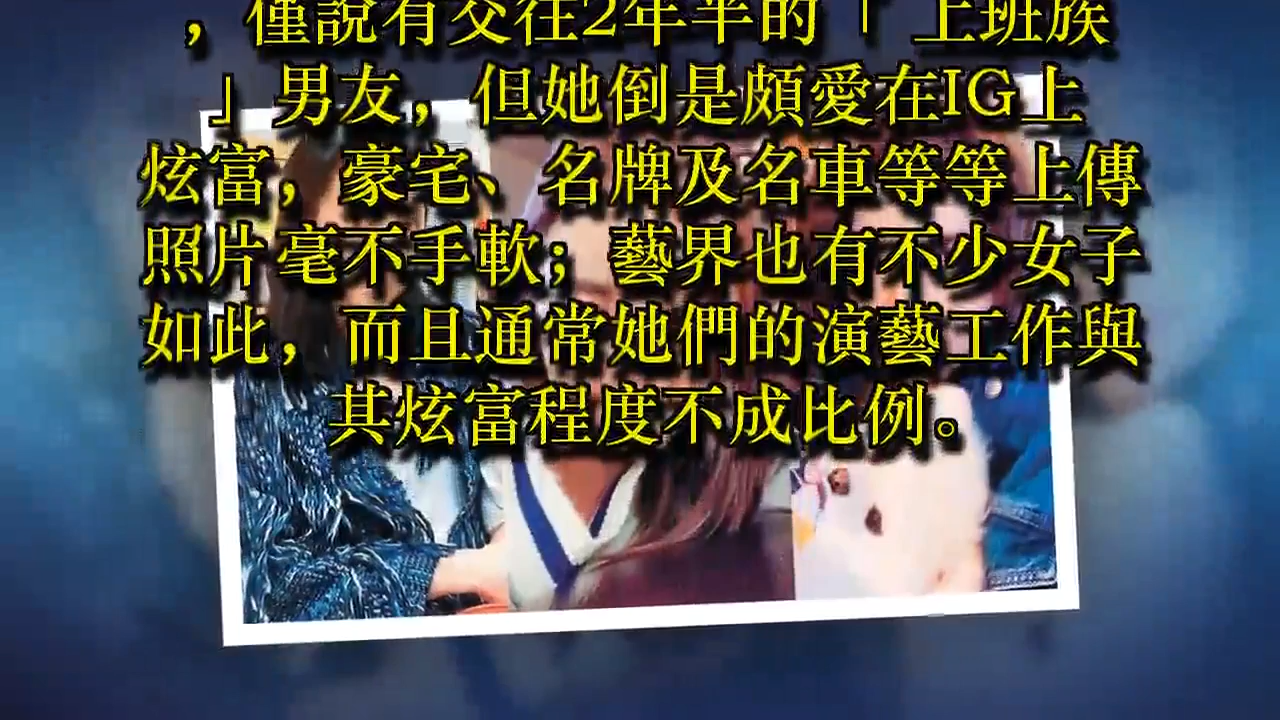 ，僅說有交往2年半的「 上班族
」男友，但她倒是頗愛在IG上
炫富，豪宅、名牌及名車等等上傳
照片毫不手軟；藝界也有不少女子
如此，而且通常她們的演藝工作與
其炫富程度不成比例。